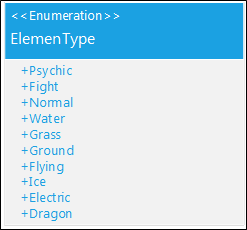 <<Enumeration>>
ElemenType
+Psychic
+Fight
+Normal
+Water
+Grass
+Ground
+Flying
+Ice
+Electric
+Dragon